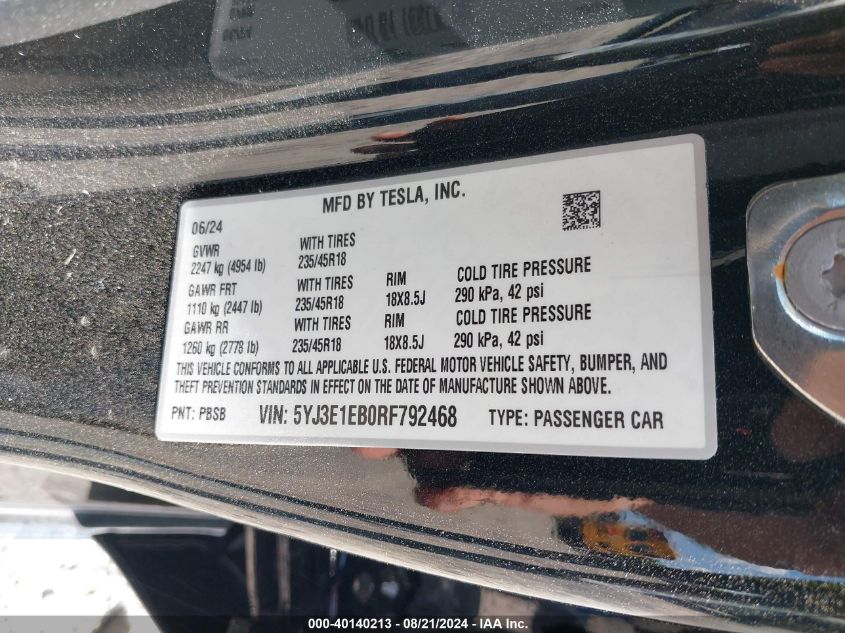 MFD BY TESLA, INC.
06/24
GVWR WITH TIRES
2247 kg (4954 lb) 235/45R18
GAWR FRT WITH TIRES RIM COLD TIRE PRESSURE
1110 kg (2447 lb) 235/45R18 18X8.5J 290 kPa, 42 psi
GAWR RR WITH TIRES RIM COLD TIRE PRESSURE
1260 kg (2778 lb) 235/45R18 18X8.5J 290 kPa, 42 psi
THIS VEHICLE CONFORMS TO ALL APPLICABLE U.S. FEDERAL MOTOR VEHICLE SAFETY, BUMPER, AND
THEFT PREVENTION STANDARDS IN EFFECT ON THE DATE OF MANUFACTURE SHOWN ABOVE.
PNT: PBSB VIN: 5YJ3E1EB0RF792468 TYPE: PASSENGER CAR
000-40140213 - 08/21/2024 - IAA Inc.